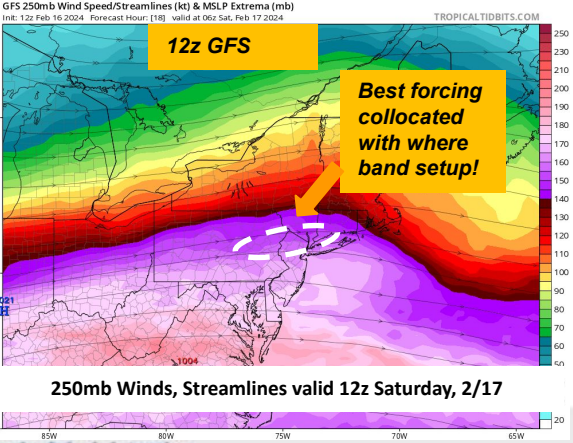 GFS 250mb Wind Speed/Streamlines (kt) & MSLP Extrema (mb)
Init: 12z Feb 16 2024 Forecast Hour: [18] valid at 06z Sat, Feb 17 2024
TROPICALTIDBITS.COM
12z GFS
Best forcing
collocated
with where
band setup!
250
230
210
200
190
180
170
160
150
140
130
120
110
100
90
80
70
60
50
20
H
1004
250mb Winds, Streamlines valid 12z Saturday, 2/17
85W
80W
75W
70W
65W